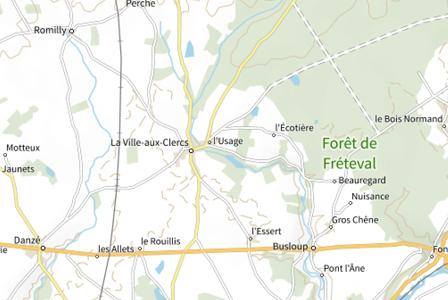 Perche
Romilly
le Bois Normand
l'Écotière
La Ville-aux-Clercs
l'Usage
Forêt de
Fréteval
Motteux
Jaunets
Beauregard
Nuisance
Gros Chêne
l'Essert
Danzé
le Rouillis
les Allets
Busloup
Pont l'Âne